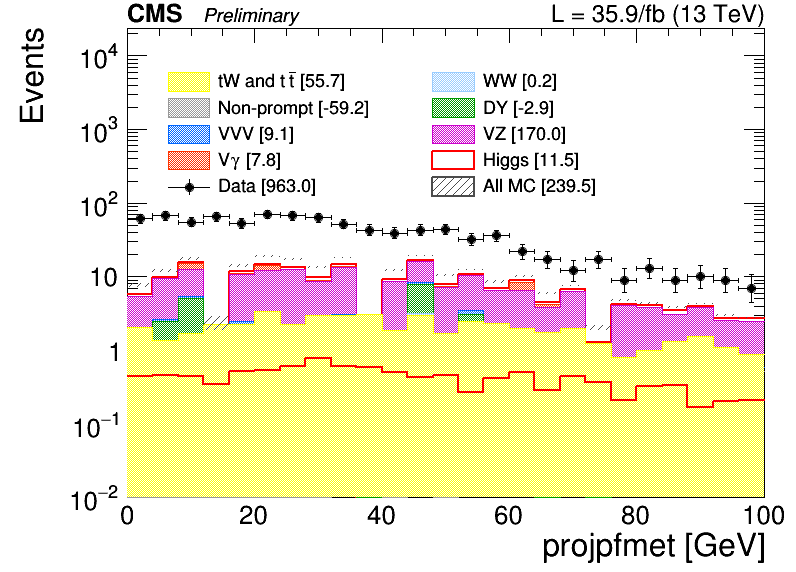 CMS Preliminary L = 35.9/fb (13 TeV)
Events
10⁴
10³
10²
10
1
10⁻¹
10⁻²
tW and tt̅ [55.7]
Non-prompt [-59.2]
VVV [9.1]
Vγ [7.8]
Data [963.0]
WW [0.2]
DY [-2.9]
VZ [170.0]
Higgs [11.5]
All MC [239.5]
0 20 40 60 80 100
projpfmet [GeV]